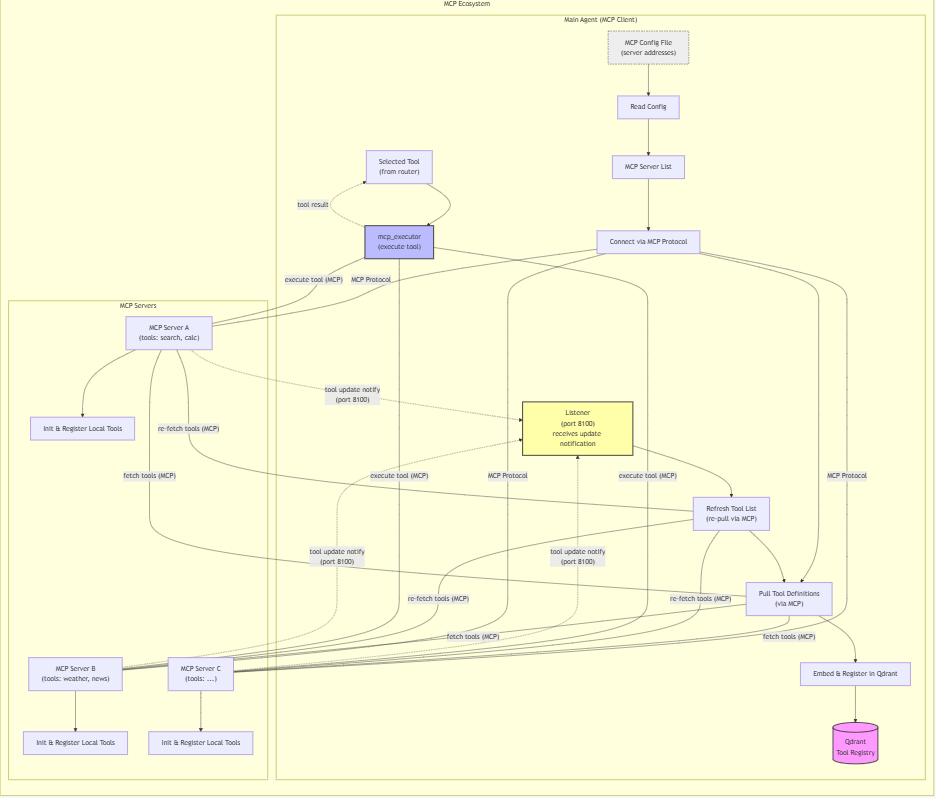 MCP Ecosystem
Main Agent (MCP Client)
MCP Config File
(server addresses)
Read Config
Selected Tool
(from router)
MCP Server List
tool result
mcp_executor
(execute tool)
Connect via MCP Protocol
execute tool (MCP)
MCP Protocol
MCP Servers
MCP Server A
(tools: search, calc)
tool update notify
(port 8100)
Listener
(port 8100)
receives update
notification
Init & Register Local Tools
re-fetch tools (MCP)
fetch tools (MCP)
execute tool (MCP)
MCP Protocol
execute tool (MCP)
MCP Protocol
Refresh Tool List
(re-pull via MCP)
tool update notify
(port 8100)
tool update notify
(port 8100)
re-fetch tools (MCP)
re-fetch tools (MCP)
Pull Tool Definitions
(via MCP)
fetch tools (MCP)
fetch tools (MCP)
MCP Server B
(tools: weather, news)
MCP Server C
(tools: ...)
Embed & Register in Qdrant
Init & Register Local Tools
Init & Register Local Tools
Qdrant
Tool Registry